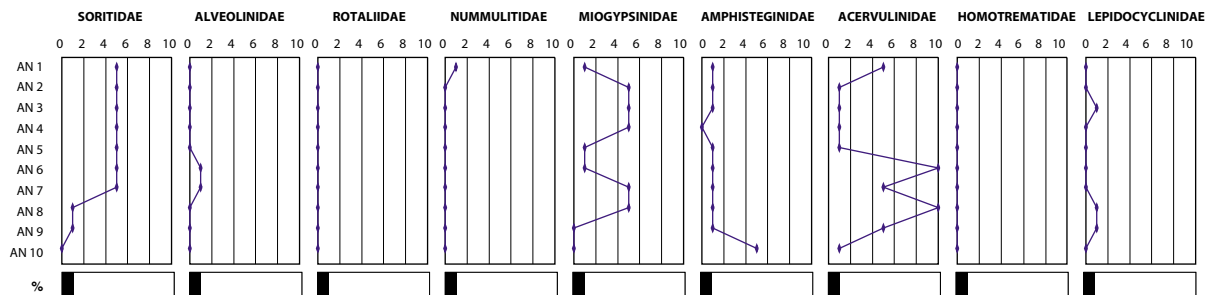 SORITIDAE ALVEOLINIDAE ROTALIIDAE NUMMULITIDAE MIOGYPSINIDAE AMPHISTEGINIDAE ACERVULINIDAE HOMOTREMATIDAE LEPIDOCYCLINIDAE
0 2 4 6 8 10 0 2 4 6 8 10 0 2 4 6 8 10 0 2 4 6 8 10 0 2 4 6 8 10 0 2 4 6 8 10 0 2 4 6 8 10 0 2 4 6 8 10 0 2 4 6 8 10
AN 1
AN 2
AN 3
AN 4
AN 5
AN 6
AN 7
AN 8
AN 9
AN 10
%